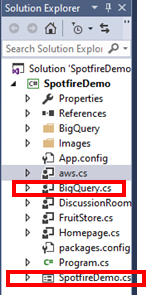 Solution Explorer
Search Solution Explorer
Solution 'SpotfireDemo'
SpotfireDemo
Properties
References
BigQuery
Images
App.config
aws.cs
BigQuery.cs
DiscussionRoom
FruitStore.cs
Homepage.cs
packages.config
Program.cs
SpotfireDemo.cs